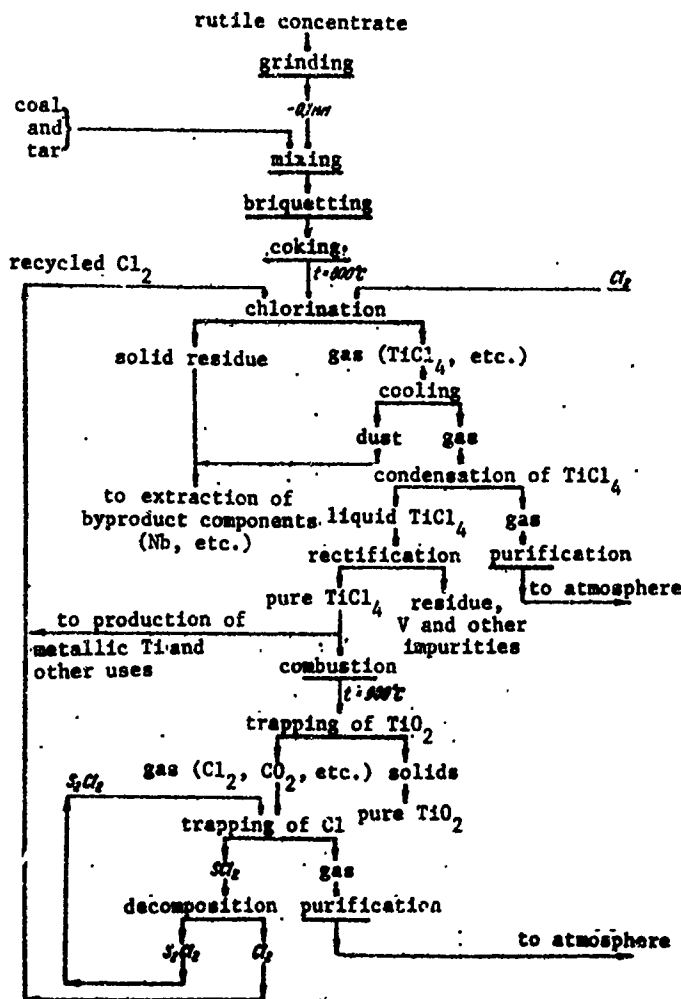 rutile concentrate
grinding
-0,1мм
coal
and
tar
mixing
briquetting
coking
recycled Cl2
t=800°C
Cl2
chlorination
solid residue
gas (TiCl4, etc.)
cooling
dust
gas
condensation of TiCl4
to extraction of
byproduct components
(Nb, etc.)
liquid TiCl4
gas
rectification
purification
to atmosphere
pure TiCl4
residue,
V and other
impurities
to production of
metallic Ti and
other uses
combustion
trapping of TiO2
gas (Cl2, CO2, etc.)
solids
S2Cl2
pure TiO2
trapping of Cl
SCl2
gas
decomposition
purification
S2Cl2
Cl2
to atmosphere